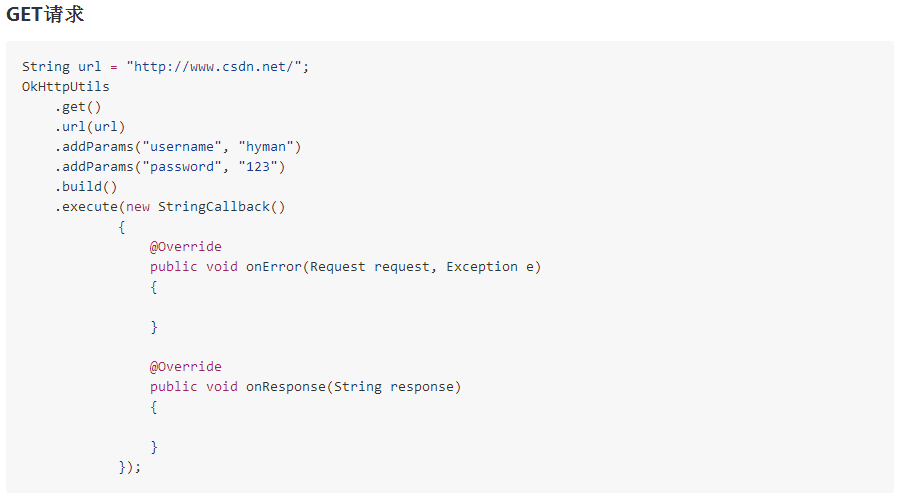 GET请求
String url = "http://www.csdn.net/";
OkHttpUtils
    .get()
    .url(url)
    .addParams("username", "hyman")
    .addParams("password", "123")
    .build()
    .execute(new StringCallback()
            {
                @Override
                public void onError(Request request, Exception e)
                {

                }

                @Override
                public void onResponse(String response)
                {

                }
            });